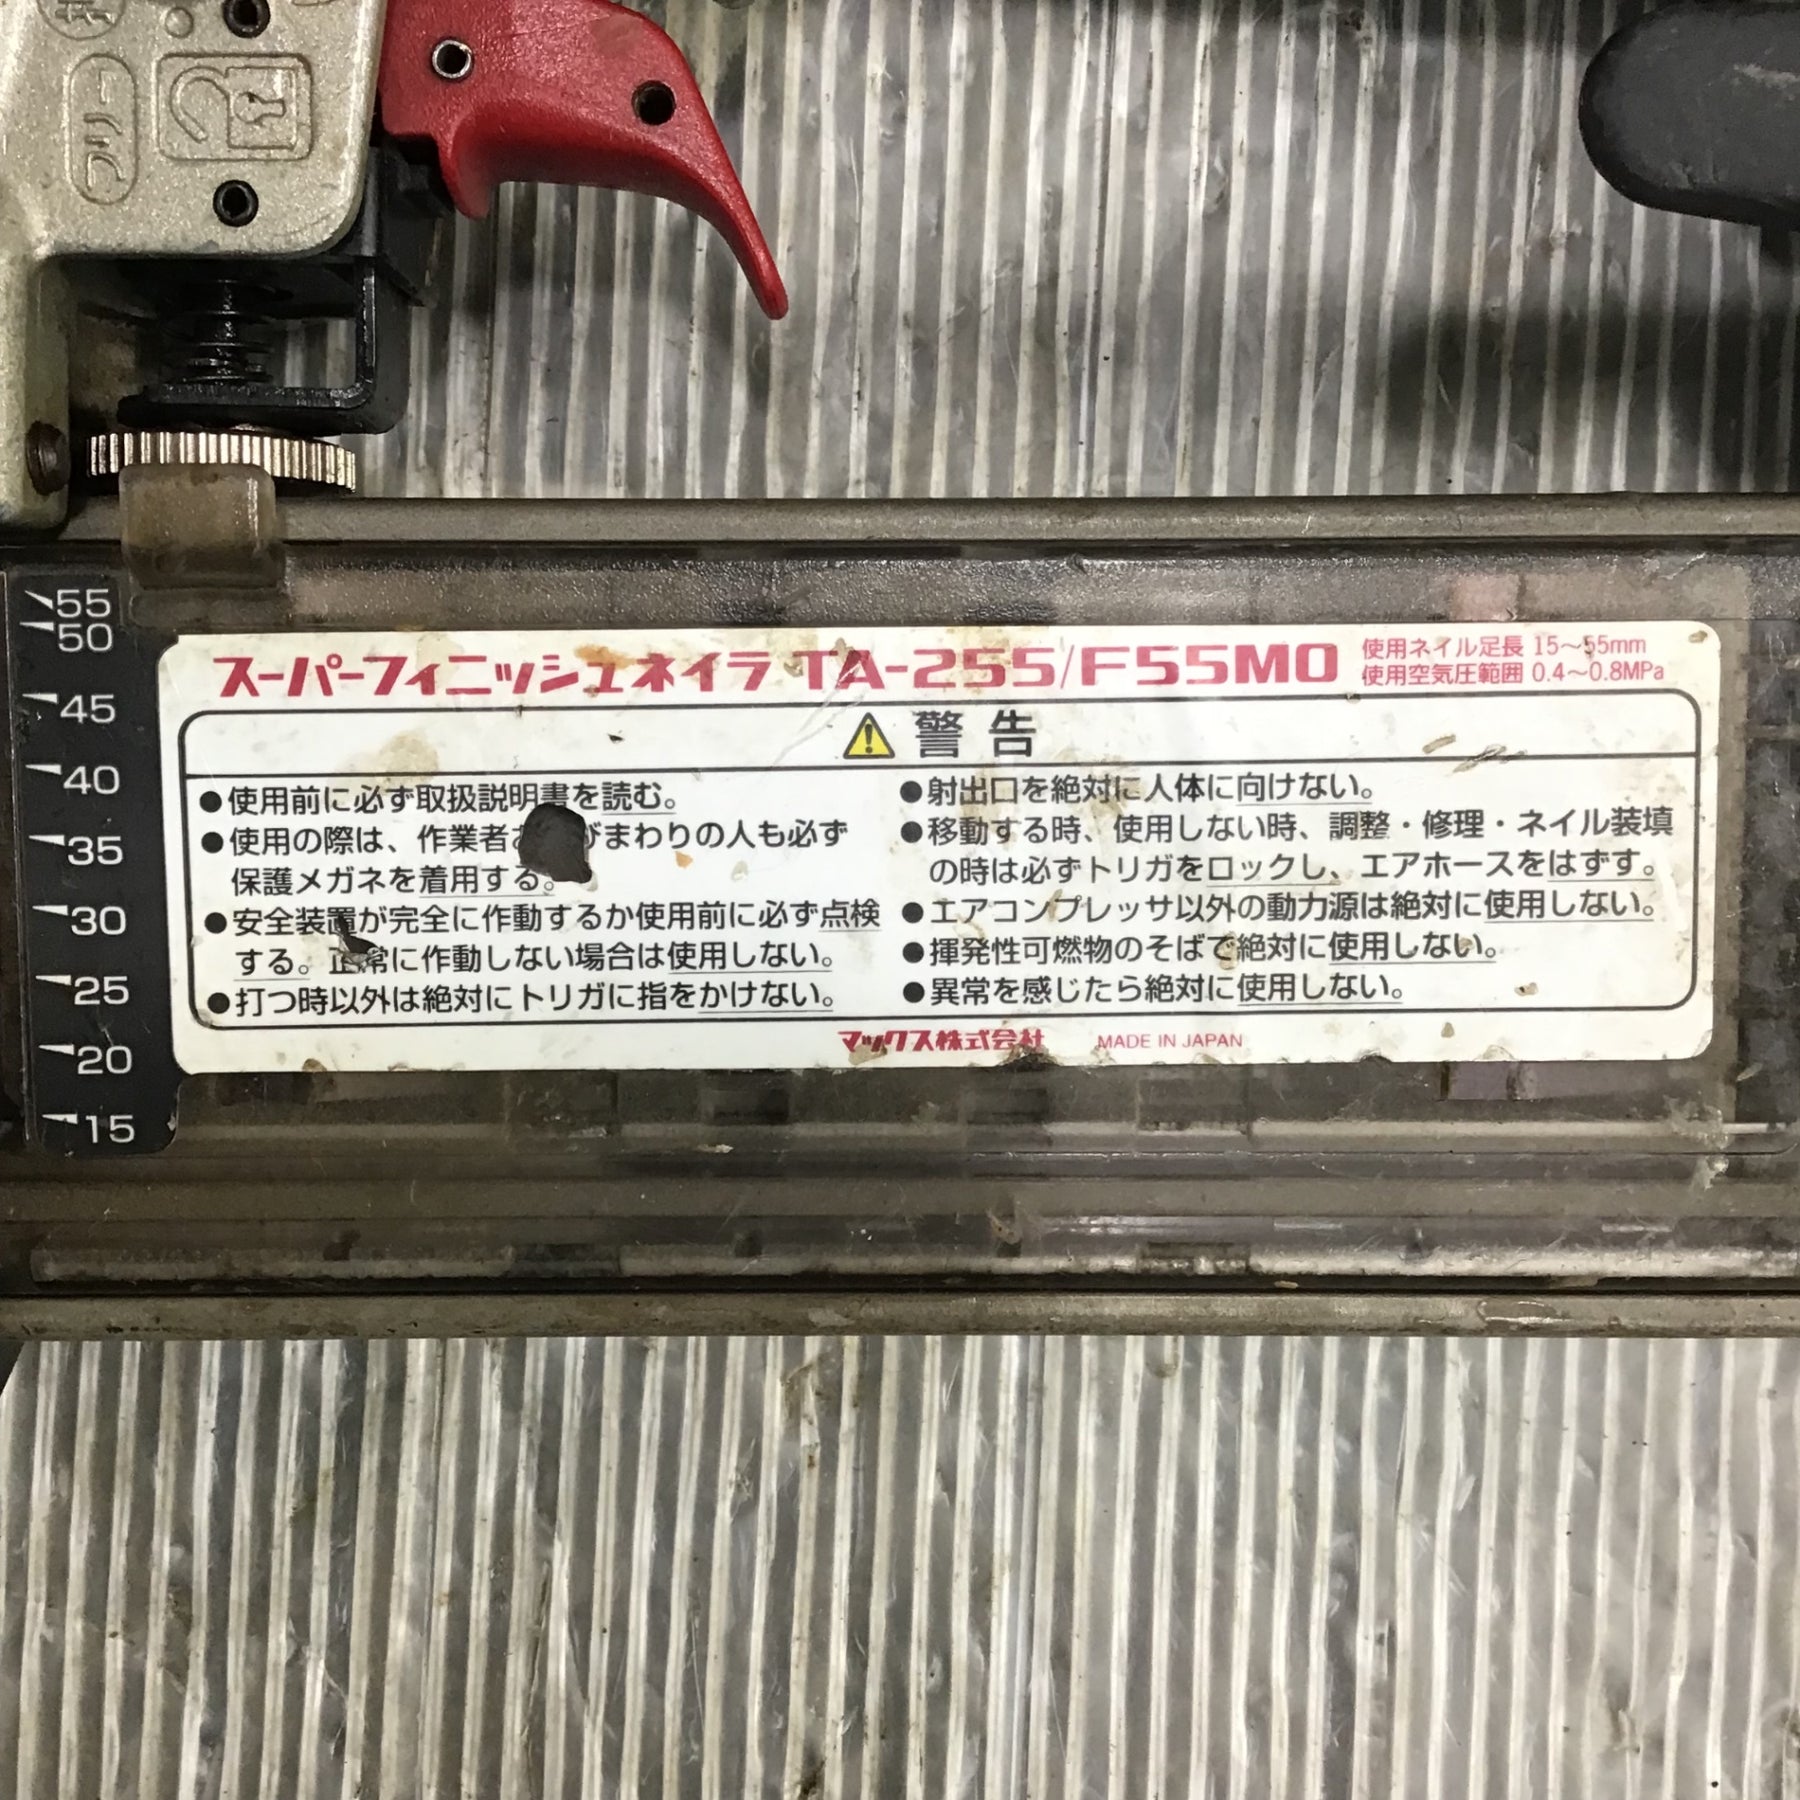 フリー
スーパーフィニッシュネイラ TA-255/F55MO
使用ネイル足長 15〜55mm
使用空気圧範囲 0.4〜0.8MPa
警告
●使用前に必ず取扱説明書を読む。
●使用の際は、作業者お びまわりの人も必ず
保護メガネを着用する。
●安全装置が完全に作動するか使用前に必ず点検
する。正常に作動しない場合は使用しない。
●打つ時以外は絶対にトリガに指をかけない。
●射出口を絶対に人体に向けない。
●移動する時、使用しない時、調整・修理・ネイル装填
の時は必ずトリガをロックし、エアホースをはずす。
●エアコンプレッサ以外の動力源は絶対に使用しない。
●揮発性可燃物のそばで絶対に使用しない。
●異常を感じたら絶対に使用しない。
マックス株式会社 MADE IN JAPAN
55
50
45
40
35
30
25
20
15